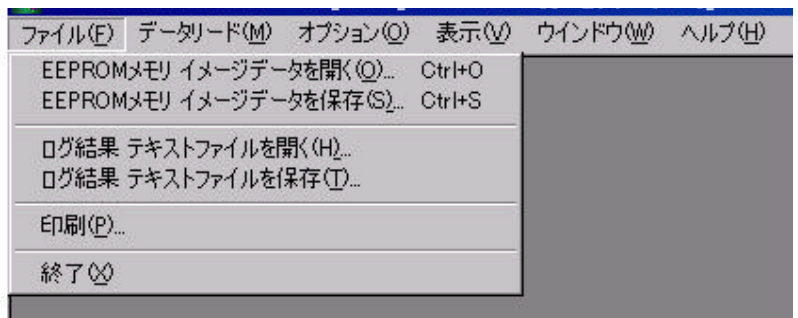 ファイル(F) データリード(M) オプション(O) 表示(V) ウインドウ(W) ヘルプ(H)
EEPROMメモリ イメージデータを開く(O)... Ctrl+O
EEPROMメモリ イメージデータを保存(S)... Ctrl+S
ログ結果 テキストファイルを開く(H)...
ログ結果 テキストファイルを保存(T)...
印刷(P)...
終了(X)